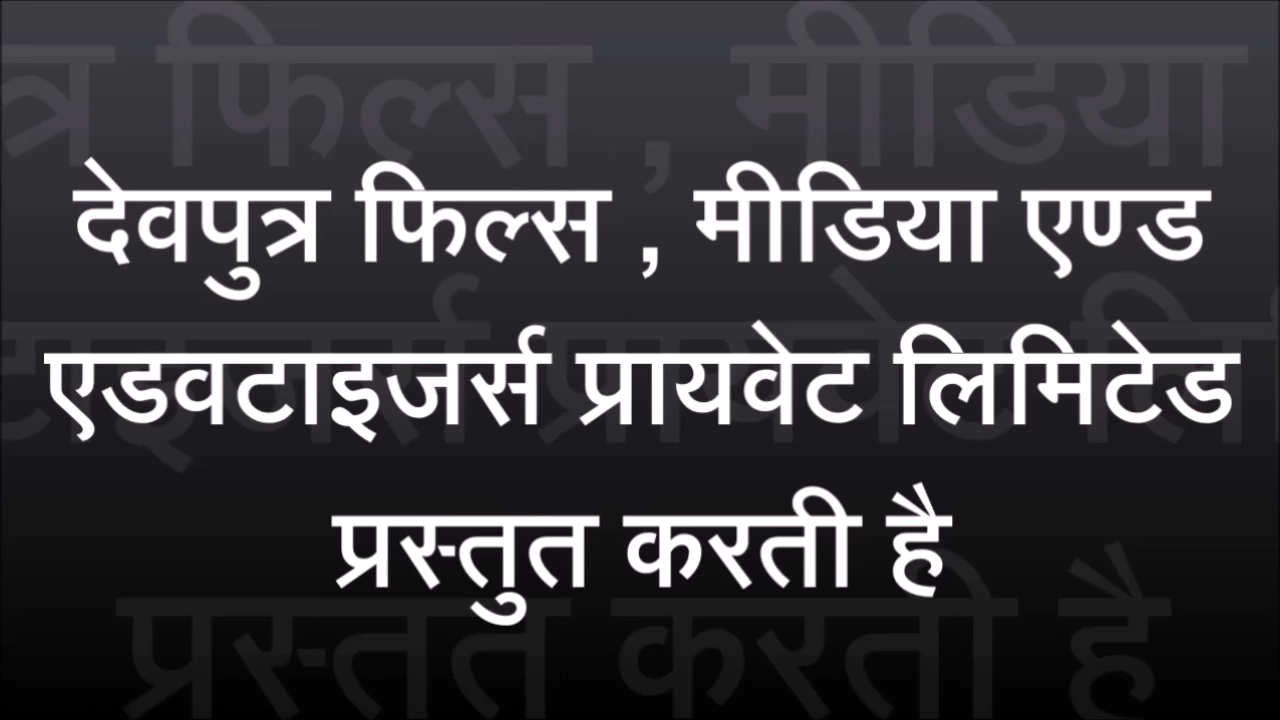 देवपुत्र फिल्स , मीडिया एण्ड
एडवटाइजर्स प्रायवेट लिमिटेड
प्रस्तुत करती है